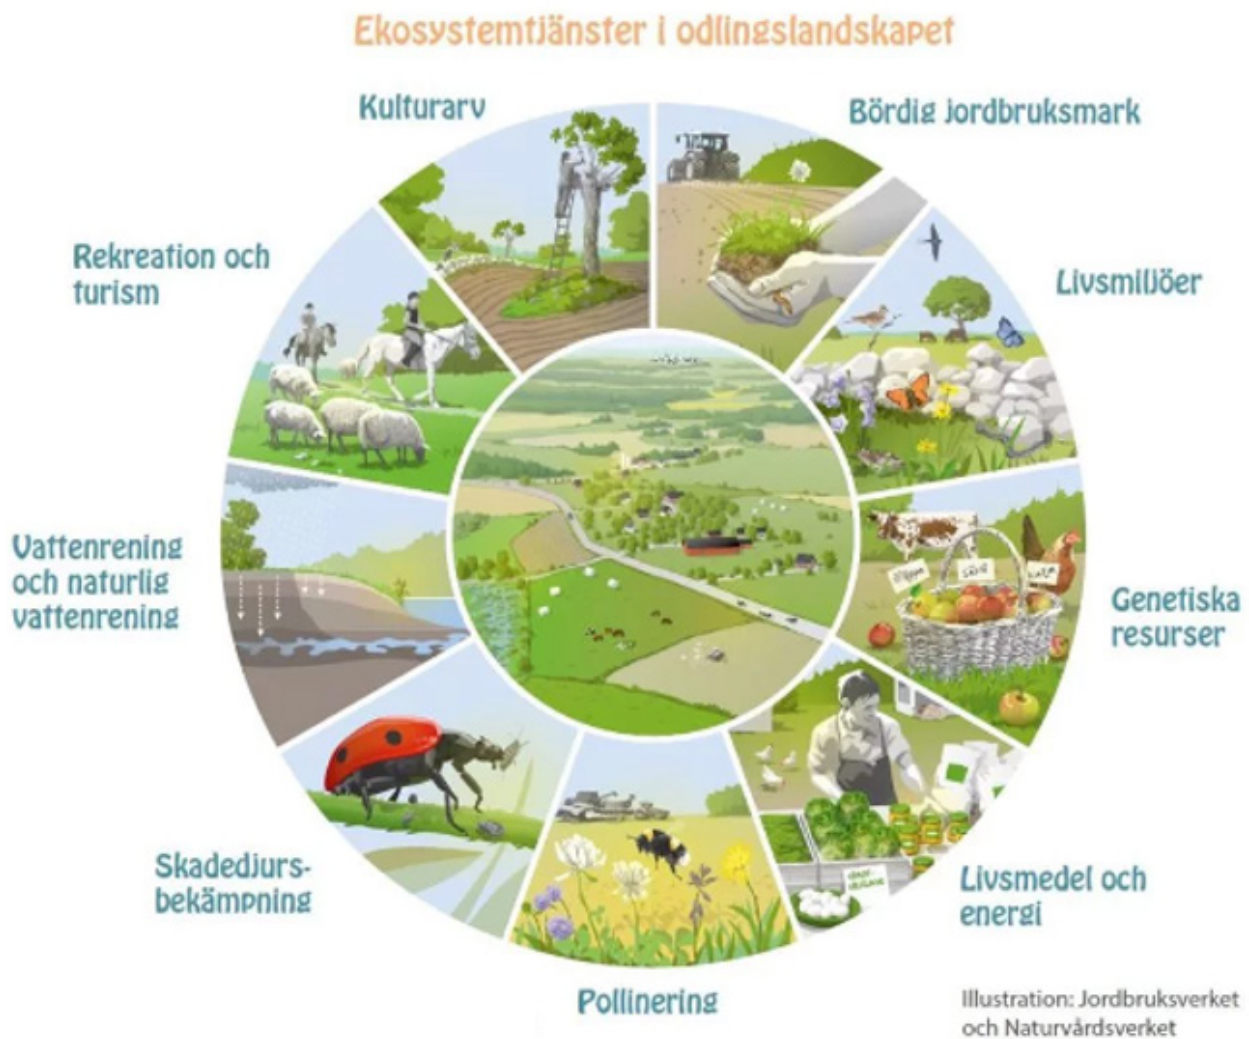 Ekosystemtjänster i odlingslandskapet
Kulturarv
Bördig jordbruksmark
Rekreation och
turism
Livsmiljöer
Vattenrening
och naturlig
vattenrening
Genetiska
resurser
Skadedjurs-
bekämpning
Livsmedel och
energi
Pollinering
Illustration: Jordbruksverket
och Naturvårdsverket